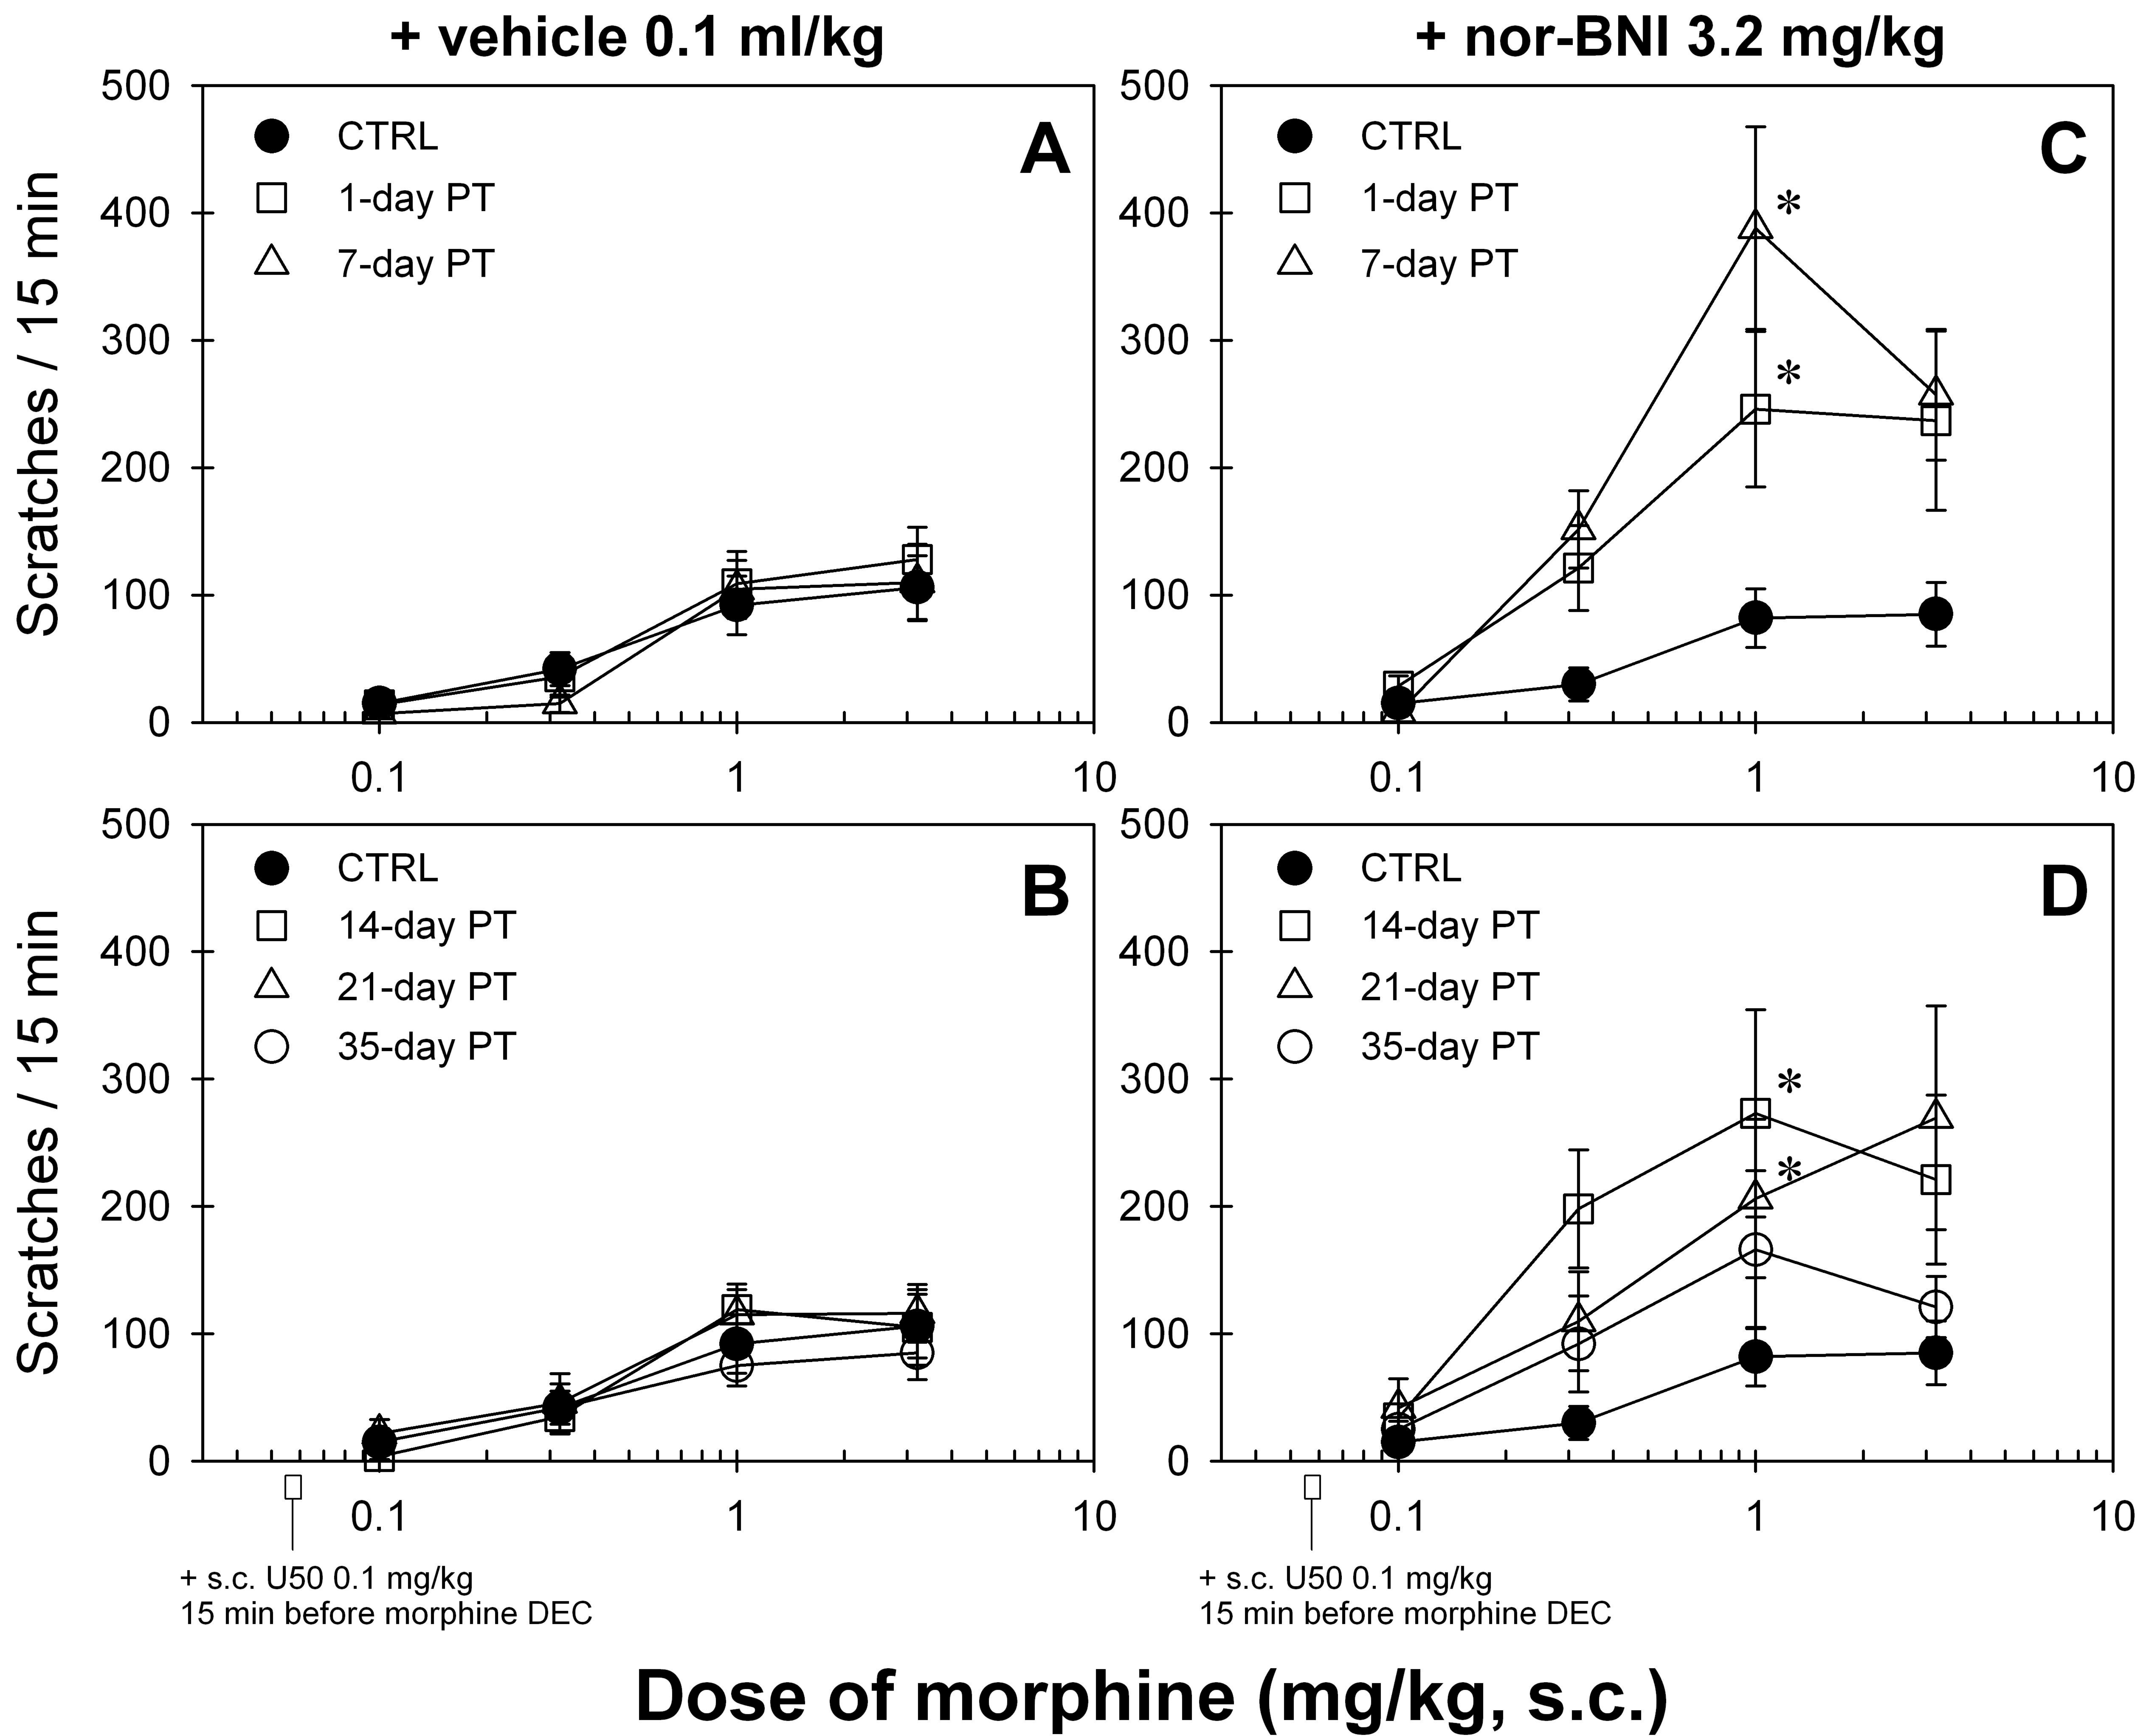 + vehicle 0.1 ml/kg
+ nor-BNI 3.2 mg/kg
Scratches / 15 min
500
400
300
200
100
0
CTRL
1-day PT
7-day PT
A
0.1
1
10
500
400
300
200
100
0
CTRL
1-day PT
7-day PT
C
*
*
0.1
1
10
Scratches / 15 min
500
400
300
200
100
0
CTRL
14-day PT
21-day PT
35-day PT
B
0.1
1
10
+ s.c. U50 0.1 mg/kg
15 min before morphine DEC
500
400
300
200
100
0
CTRL
14-day PT
21-day PT
35-day PT
D
*
*
0.1
1
10
+ s.c. U50 0.1 mg/kg
15 min before morphine DEC
Dose of morphine (mg/kg, s.c.)